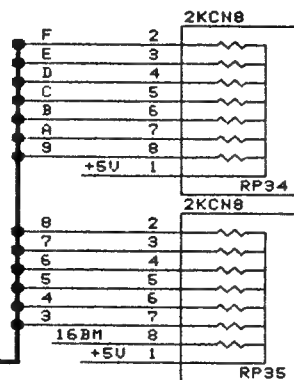 2KCN8
F 2
E 3
D 4
C 5
B 6
A 7
9 8
+5V 1
RP34
2KCN8
8 2
7 3
6 4
5 5
4 6
3 7
16BM 8
+5V 1
RP35